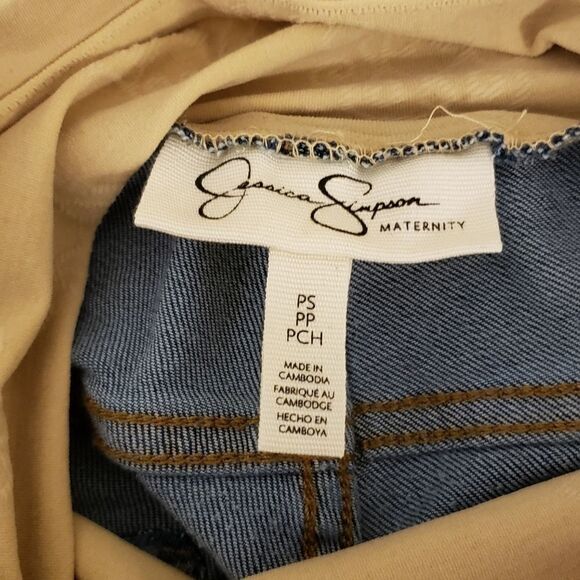 Jessica Simpson
MATERNITY
PS
PP
PCH
MADE IN
CAMBODIA
FABRIQUÉ AU
CAMBODGE
HECHO EN
CAMBOYA